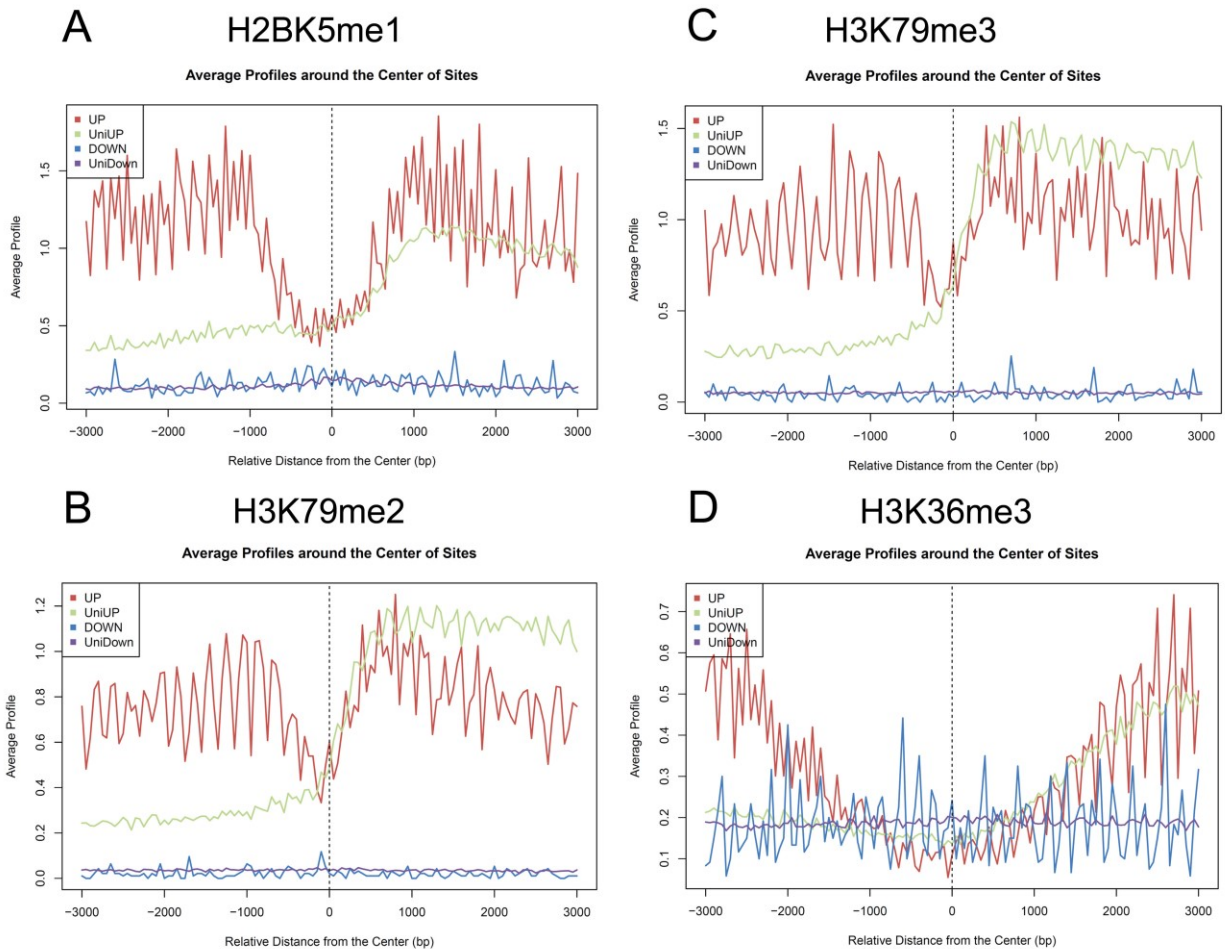 A
H2BK5me1
Average Profiles around the Center of Sites
UP
UniUP
DOWN
UniDown
Average Profile
0.0
0.5
1.0
1.5
−3000
−2000
−1000
0
1000
2000
3000
Relative Distance from the Center (bp)
C
H3K79me3
Average Profiles around the Center of Sites
UP
UniUP
DOWN
UniDown
Average Profile
0.0
0.5
1.0
1.5
−3000
−2000
−1000
0
1000
2000
3000
Relative Distance from the Center (bp)
B
H3K79me2
Average Profiles around the Center of Sites
UP
UniUP
DOWN
UniDown
Average Profile
0.0
0.2
0.4
0.6
0.8
1.0
1.2
−3000
−2000
−1000
0
1000
2000
3000
Relative Distance from the Center (bp)
D
H3K36me3
Average Profiles around the Center of Sites
UP
UniUP
DOWN
UniDown
Average Profile
0.1
0.2
0.3
0.4
0.5
0.6
0.7
−3000
−2000
−1000
0
1000
2000
3000
Relative Distance from the Center (bp)